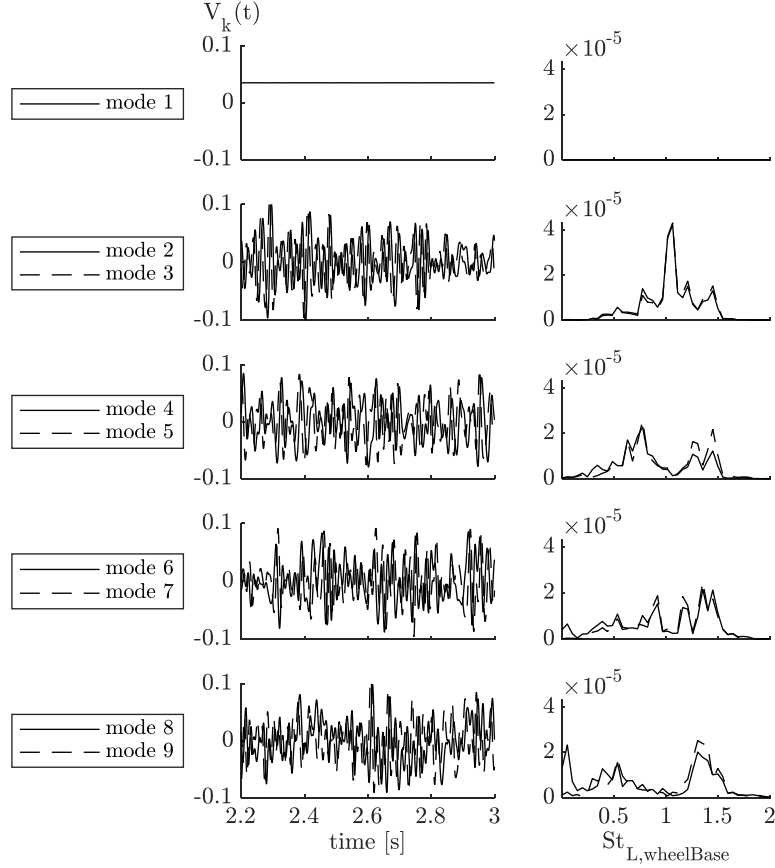 V_k(t)
0.1
0
-0.1
×10^-5
4
2
0
mode 1
0.1
0
-0.1
×10^-5
4
2
0
mode 2
mode 3
0.1
0
-0.1
×10^-5
4
2
0
mode 4
mode 5
0.1
0
-0.1
×10^-5
4
2
0
mode 6
mode 7
0.1
0
-0.1
×10^-5
4
2
0
mode 8
mode 9
2.2 2.4 2.6 2.8 3
time [s]
0.5 1 1.5 2
St_L,wheelBase